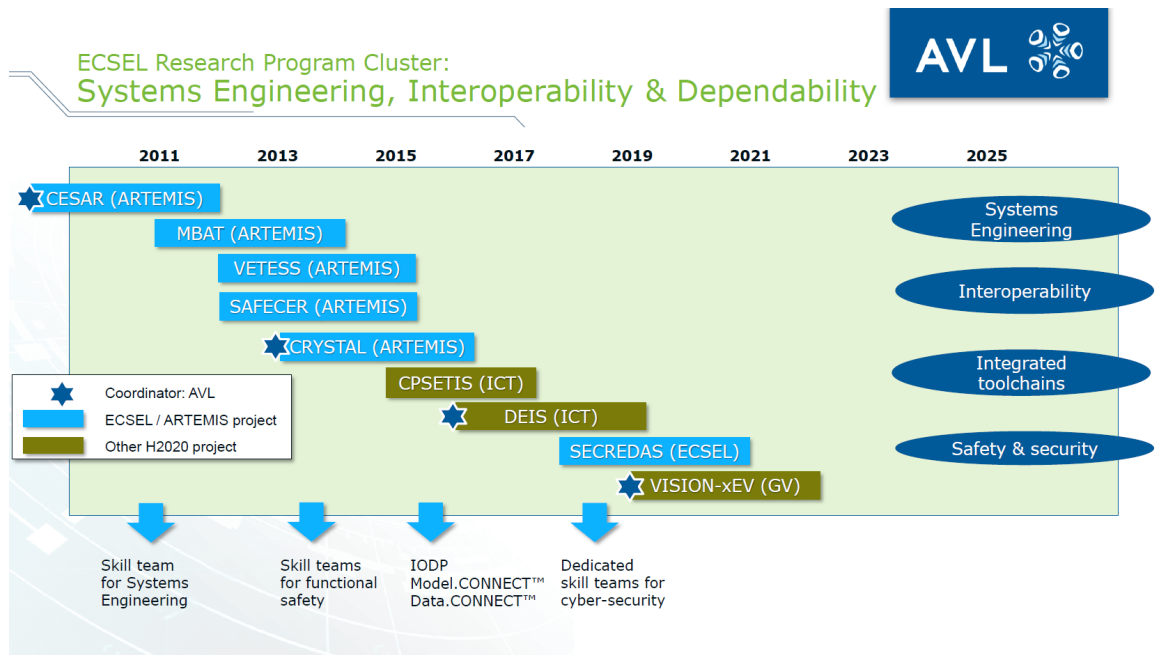 ECSEL Research Program Cluster:
Systems Engineering, Interoperability & Dependability
AVL
2011 2013 2015 2017 2019 2021 2023 2025
CESAR (ARTEMIS)
MBAT (ARTEMIS)
VETESS (ARTEMIS)
SAFECER (ARTEMIS)
CRYSTAL (ARTEMIS)
CPSETIS (ICT)
DEIS (ICT)
SECREDAS (ECSEL)
VISION-xEV (GV)
Systems
Engineering
Interoperability
Integrated
toolchains
Safety & security
Coordinator: AVL
ECSEL / ARTEMIS project
Other H2020 project
Skill team
for Systems
Engineering
Skill teams
for functional
safety
IODP
Model.CONNECT™
Data.CONNECT™
Dedicated
skill teams for
cyber-security